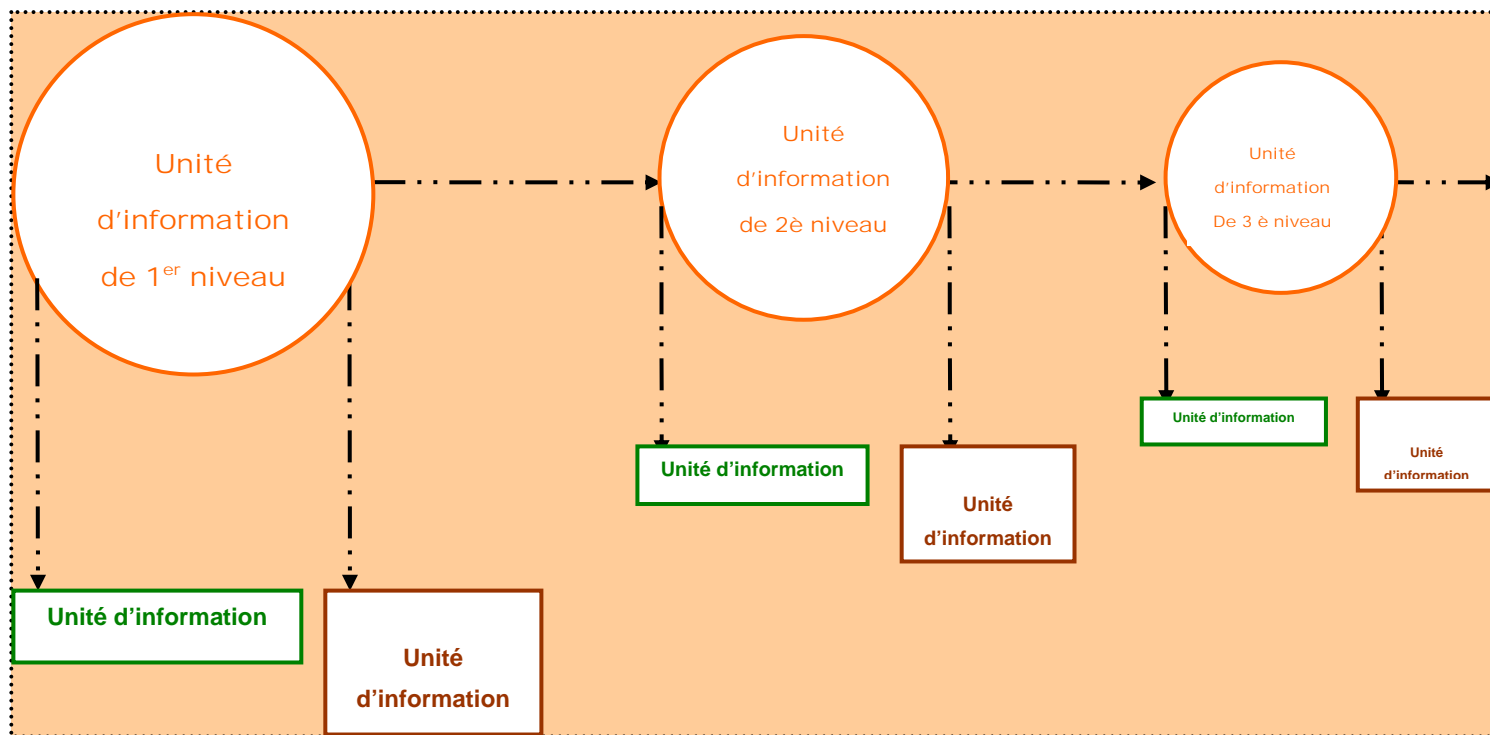 Unité
d'information
de 1er niveau
Unité
d'information
de 2è niveau
Unité
d'information
De 3 è niveau
Unité d'information
Unité
d'information
Unité d'information
Unité
d'information
Unité d'information
Unité
d'information